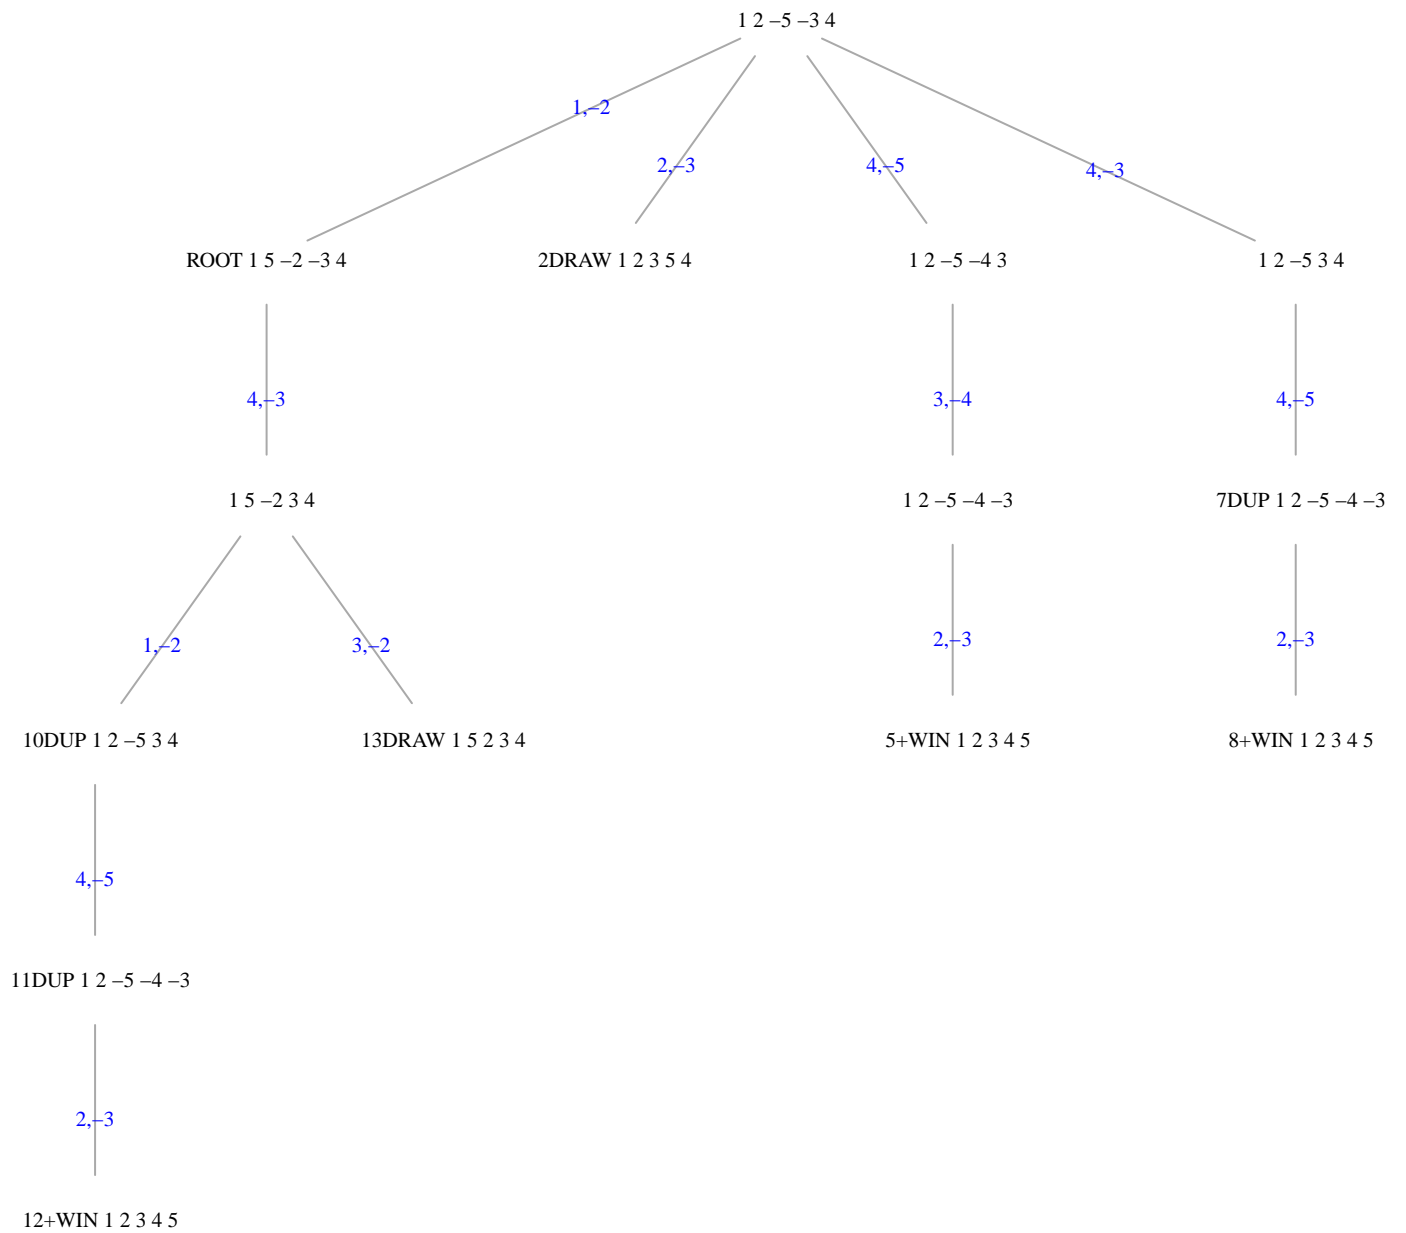 1 2 –5 –3 4
1,–2
2,–3
4,–5
4,–3
ROOT 1 5 –2 –3 4
2DRAW 1 2 3 5 4
1 2 –5 –4 3
1 2 –5 3 4
4,–3
3,–4
4,–5
1 5 –2 3 4
1 2 –5 –4 –3
7DUP 1 2 –5 –4 –3
1,–2
3,–2
2,–3
2,–3
10DUP 1 2 –5 3 4
13DRAW 1 5 2 3 4
5+WIN 1 2 3 4 5
8+WIN 1 2 3 4 5
4,–5
11DUP 1 2 –5 –4 –3
2,–3
12+WIN 1 2 3 4 5